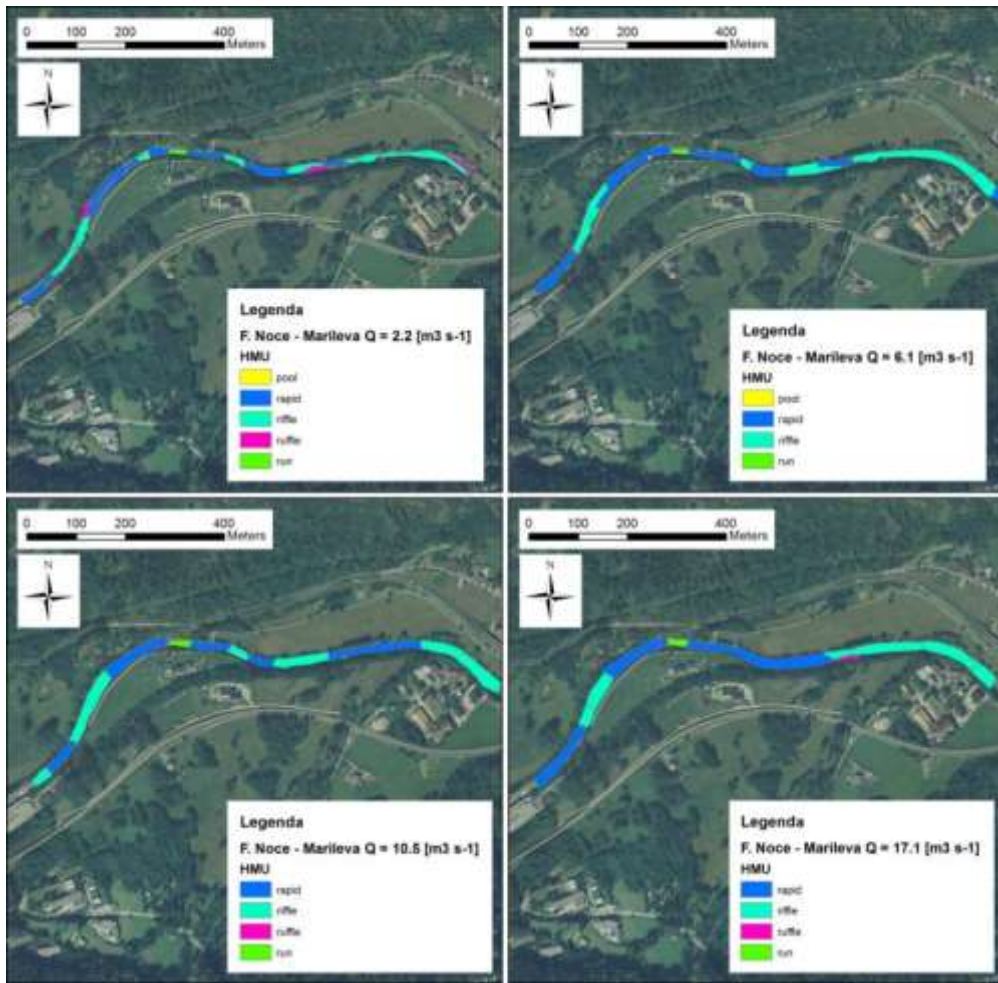 0 100 200 400
Meters
N
Legenda
F. Noce - Marileva Q = 2.2 [m3 s-1]
HMU
pool
rapid
riffle
ruffle
run
0 100 200 400
Meters
N
Legenda
F. Noce - Marileva Q = 6.1 [m3 s-1]
HMU
pool
rapid
riffle
run
0 100 200 400
Meters
N
Legenda
F. Noce - Marileva Q = 10.5 [m3 s-1]
HMU
rapid
riffle
ruffle
run
0 100 200 400
Meters
N
Legenda
F. Noce - Marileva Q = 17.1 [m3 s-1]
HMU
rapid
riffle
ruffle
run